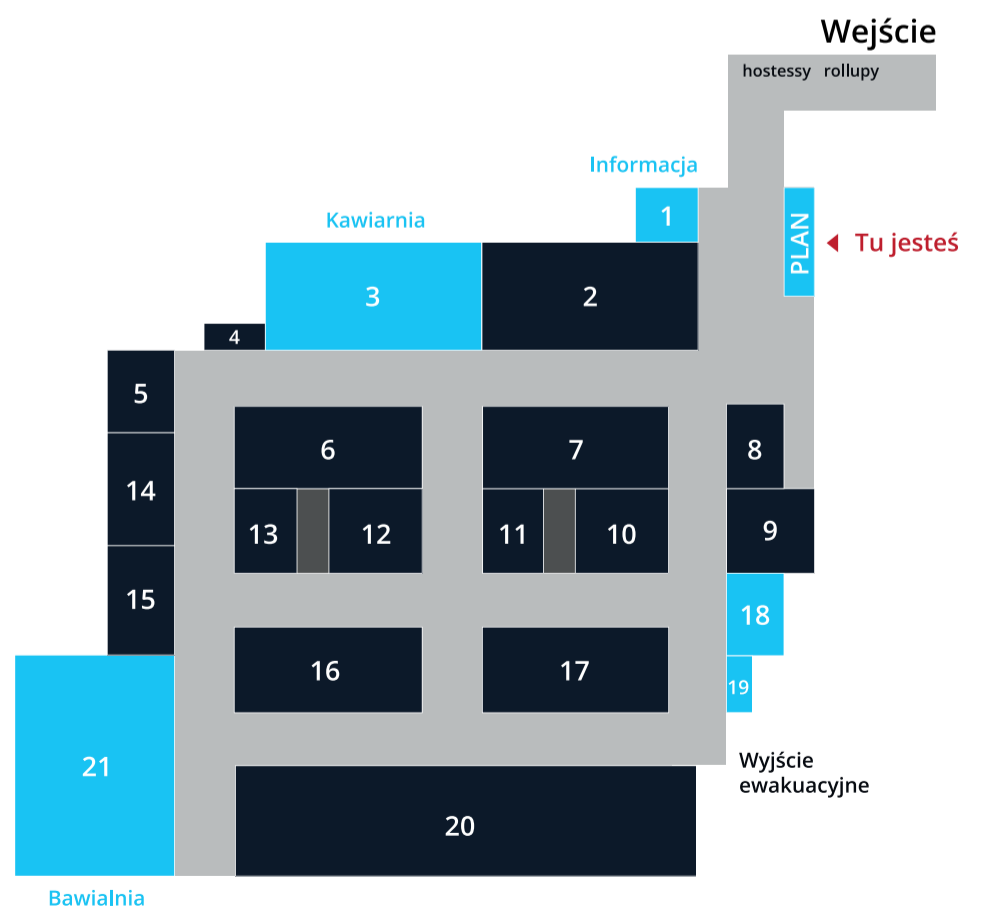 Wejście
hostessy rollupy
Informacja
1
PLAN
Tu jesteś
Kawiarnia
3
2
4
5
6
7
8
14
13
12
11
10
9
15
18
16
17
19
21
Wyjście
ewakuacyjne
20
Bawialnia